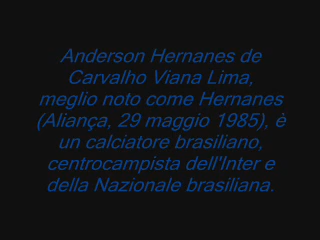 Anderson Hernanes de
Carvalho Viana Lima,
meglio noto come Hernanes
(Aliança, 29 maggio 1985), è
un calciatore brasiliano,
centrocampista dell'Inter e
della Nazionale brasiliana.